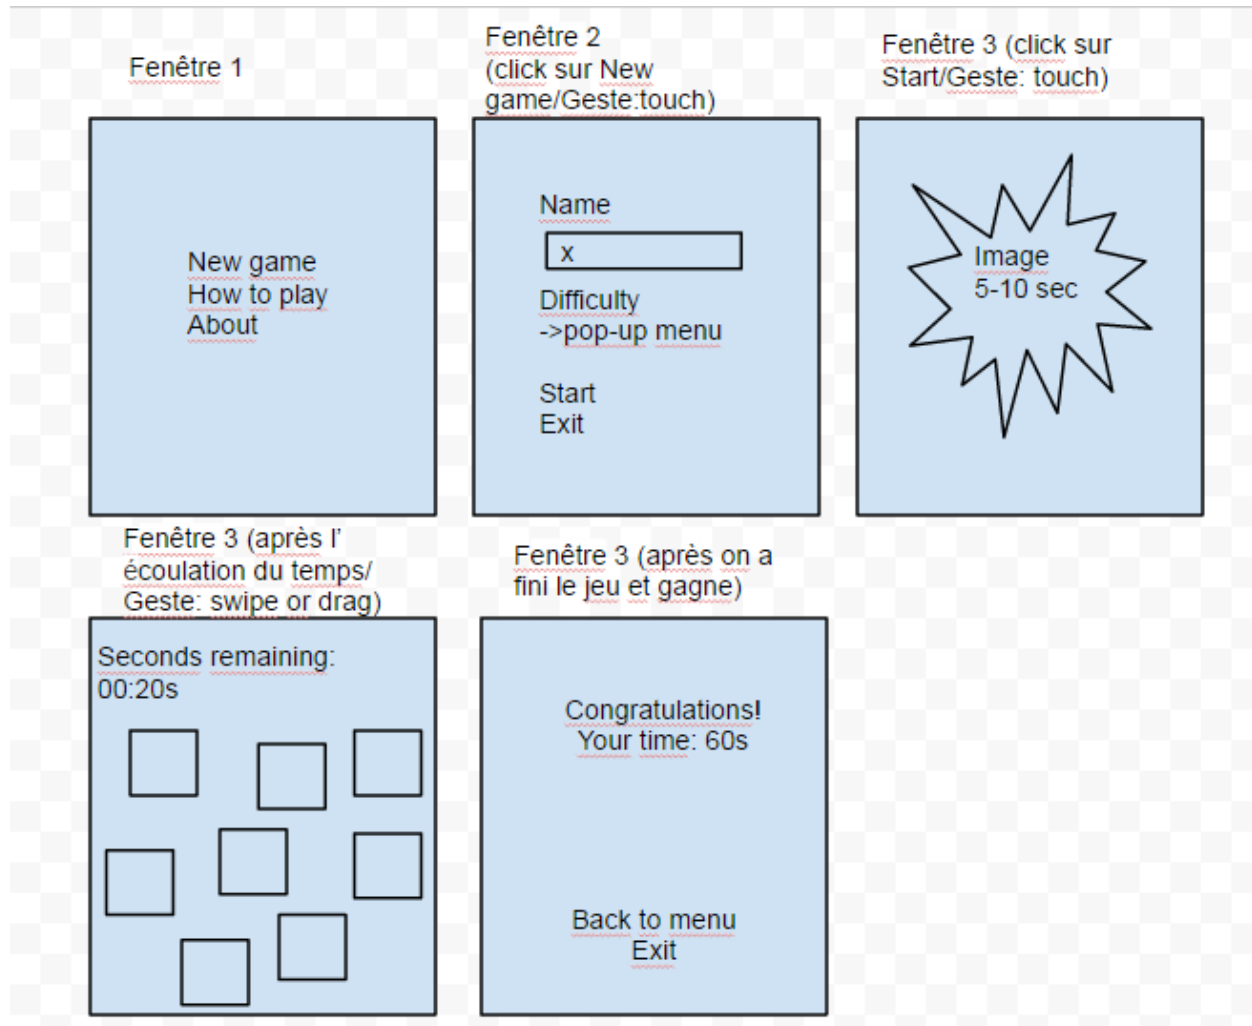 Fenêtre 1
Fenêtre 2
(click sur New
game/Geste:touch)
Fenêtre 3 (click sur
Start/Geste: touch)
New game
How to play
About
Name
x
Difficulty
->pop-up menu
Start
Exit
Image
5-10 sec
Fenêtre 3 (après l'
écoulation du temps/
Geste: swipe or drag)
Fenêtre 3 (après on a
fini le jeu et gagne)
Seconds remaining:
00:20s
Congratulations!
Your time: 60s
Back to menu
Exit